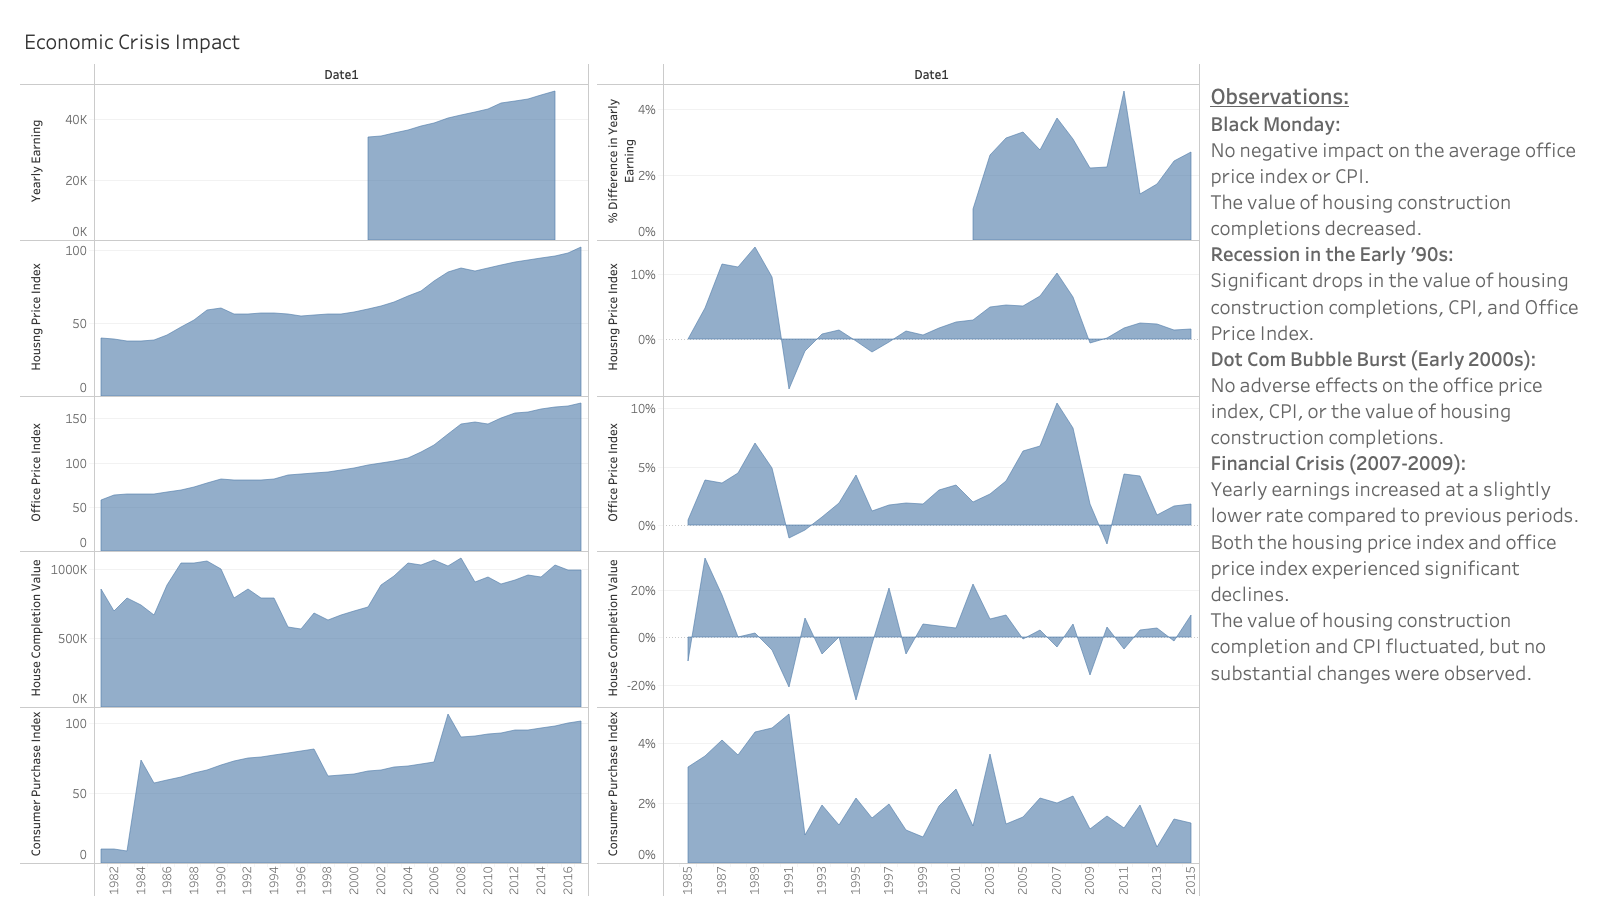 Economic Crisis Impact
Date1
Yearly Earning
40K
20K
0K
Housng Price Index
100
50
0
Office Price Index
150
100
50
0
House Completion Value
1000K
500K
0K
Consumer Purchase Index
100
50
0
1982
1984
1986
1988
1990
1992
1994
1996
1998
2000
2002
2004
2006
2008
2010
2012
2014
2016
Date1
% Difference in Yearly
Earning
4%
2%
0%
Housng Price Index
10%
0%
Office Price Index
10%
5%
0%
House Completion Value
20%
0%
-20%
Consumer Purchase Index
4%
2%
0%
1985
1987
1989
1991
1993
1995
1997
1999
2001
2003
2005
2007
2009
2011
2013
2015
Observations:
Black Monday:
No negative impact on the average office
price index or CPI.
The value of housing construction
completions decreased.
Recession in the Early '90s:
Significant drops in the value of housing
construction completions, CPI, and Office
Price Index.
Dot Com Bubble Burst (Early 2000s):
No adverse effects on the office price
index, CPI, or the value of housing
construction completions.
Financial Crisis (2007-2009):
Yearly earnings increased at a slightly
lower rate compared to previous periods.
Both the housing price index and office
price index experienced significant
declines.
The value of housing construction
completion and CPI fluctuated, but no
substantial changes were observed.